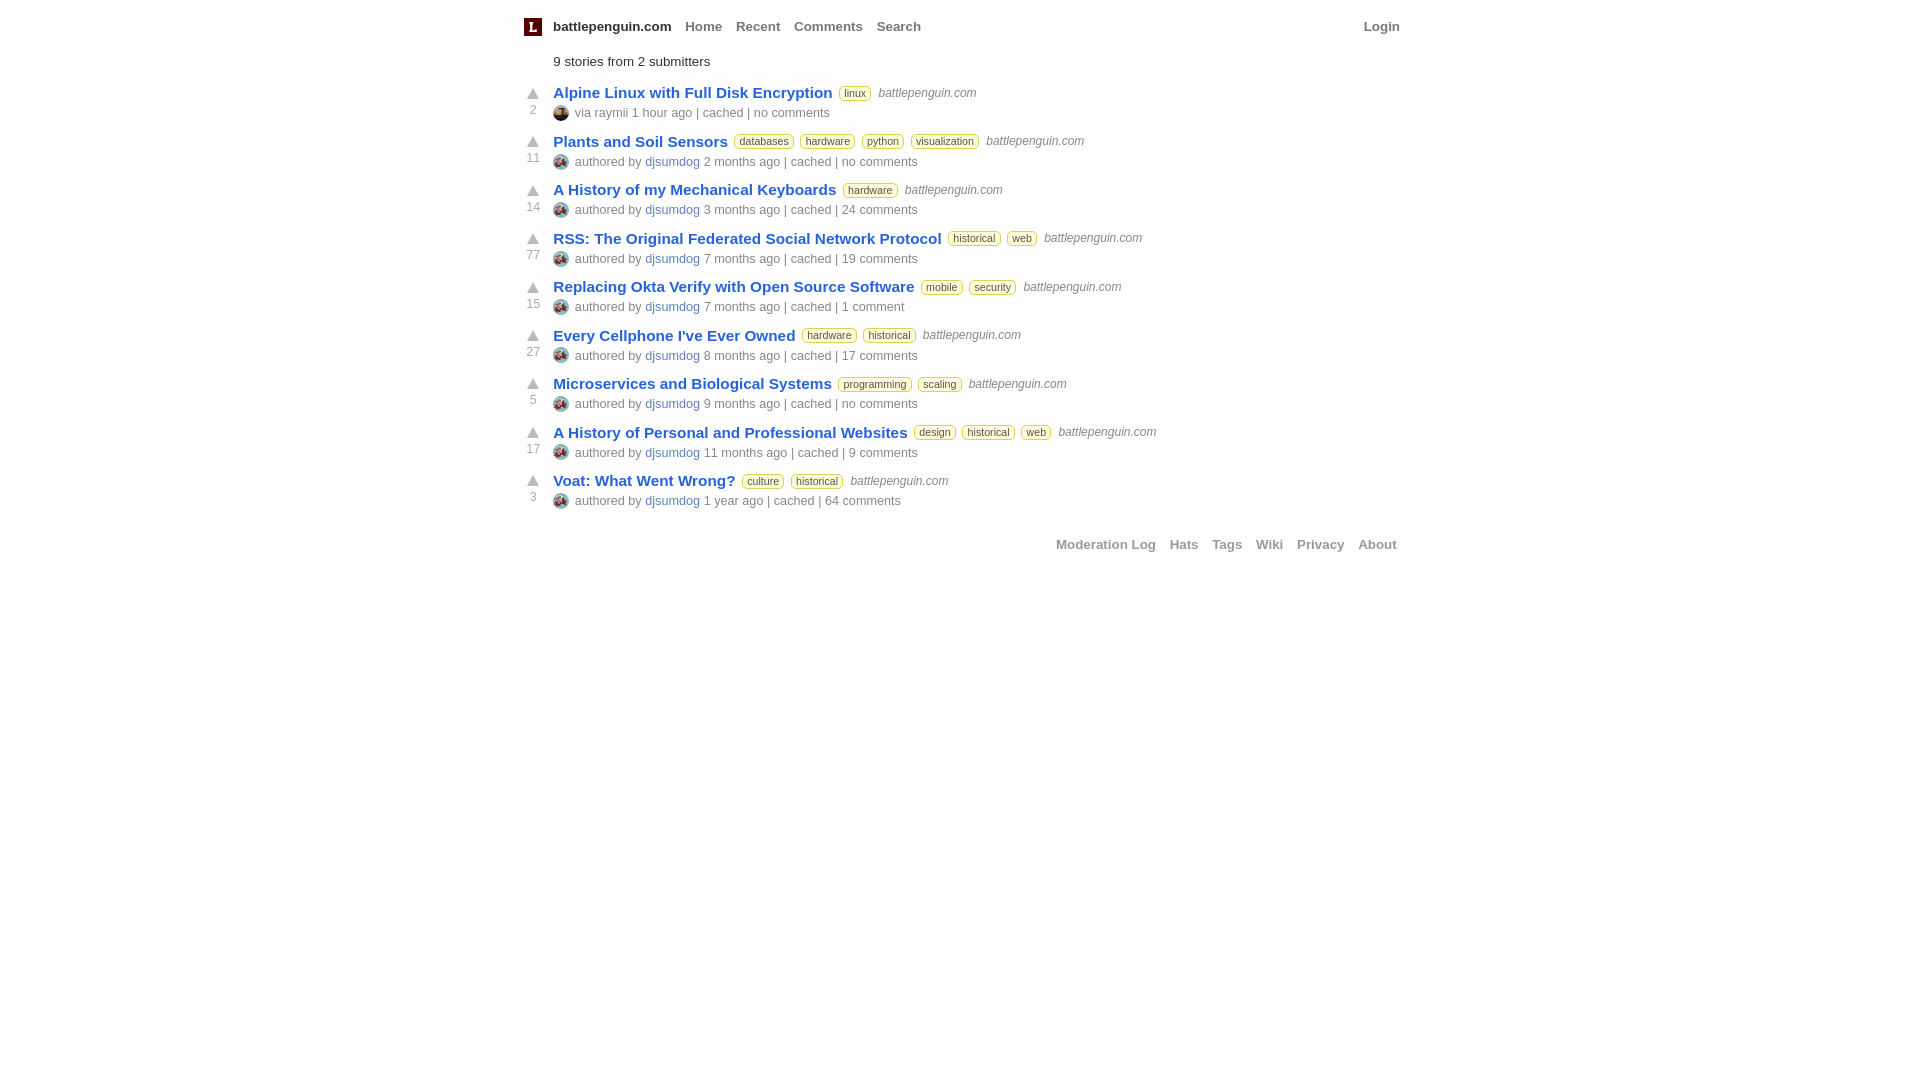 L battlepenguin.com Home Recent Comments Search Login
9 stories from 2 submitters
Alpine Linux with Full Disk Encryption linux battlepenguin.com
2 via raymii 1 hour ago | cached | no comments
Plants and Soil Sensors databases hardware python visualization battlepenguin.com
11 authored by djsumdog 2 months ago | cached | no comments
A History of my Mechanical Keyboards hardware battlepenguin.com
14 authored by djsumdog 3 months ago | cached | 24 comments
RSS: The Original Federated Social Network Protocol historical web battlepenguin.com
77 authored by djsumdog 7 months ago | cached | 19 comments
Replacing Okta Verify with Open Source Software mobile security battlepenguin.com
15 authored by djsumdog 7 months ago | cached | 1 comment
Every Cellphone I've Ever Owned hardware historical battlepenguin.com
27 authored by djsumdog 8 months ago | cached | 17 comments
Microservices and Biological Systems programming scaling battlepenguin.com
5 authored by djsumdog 9 months ago | cached | no comments
A History of Personal and Professional Websites design historical web battlepenguin.com
17 authored by djsumdog 11 months ago | cached | 9 comments
Voat: What Went Wrong? culture historical battlepenguin.com
3 authored by djsumdog 1 year ago | cached | 64 comments
Moderation Log Hats Tags Wiki Privacy About